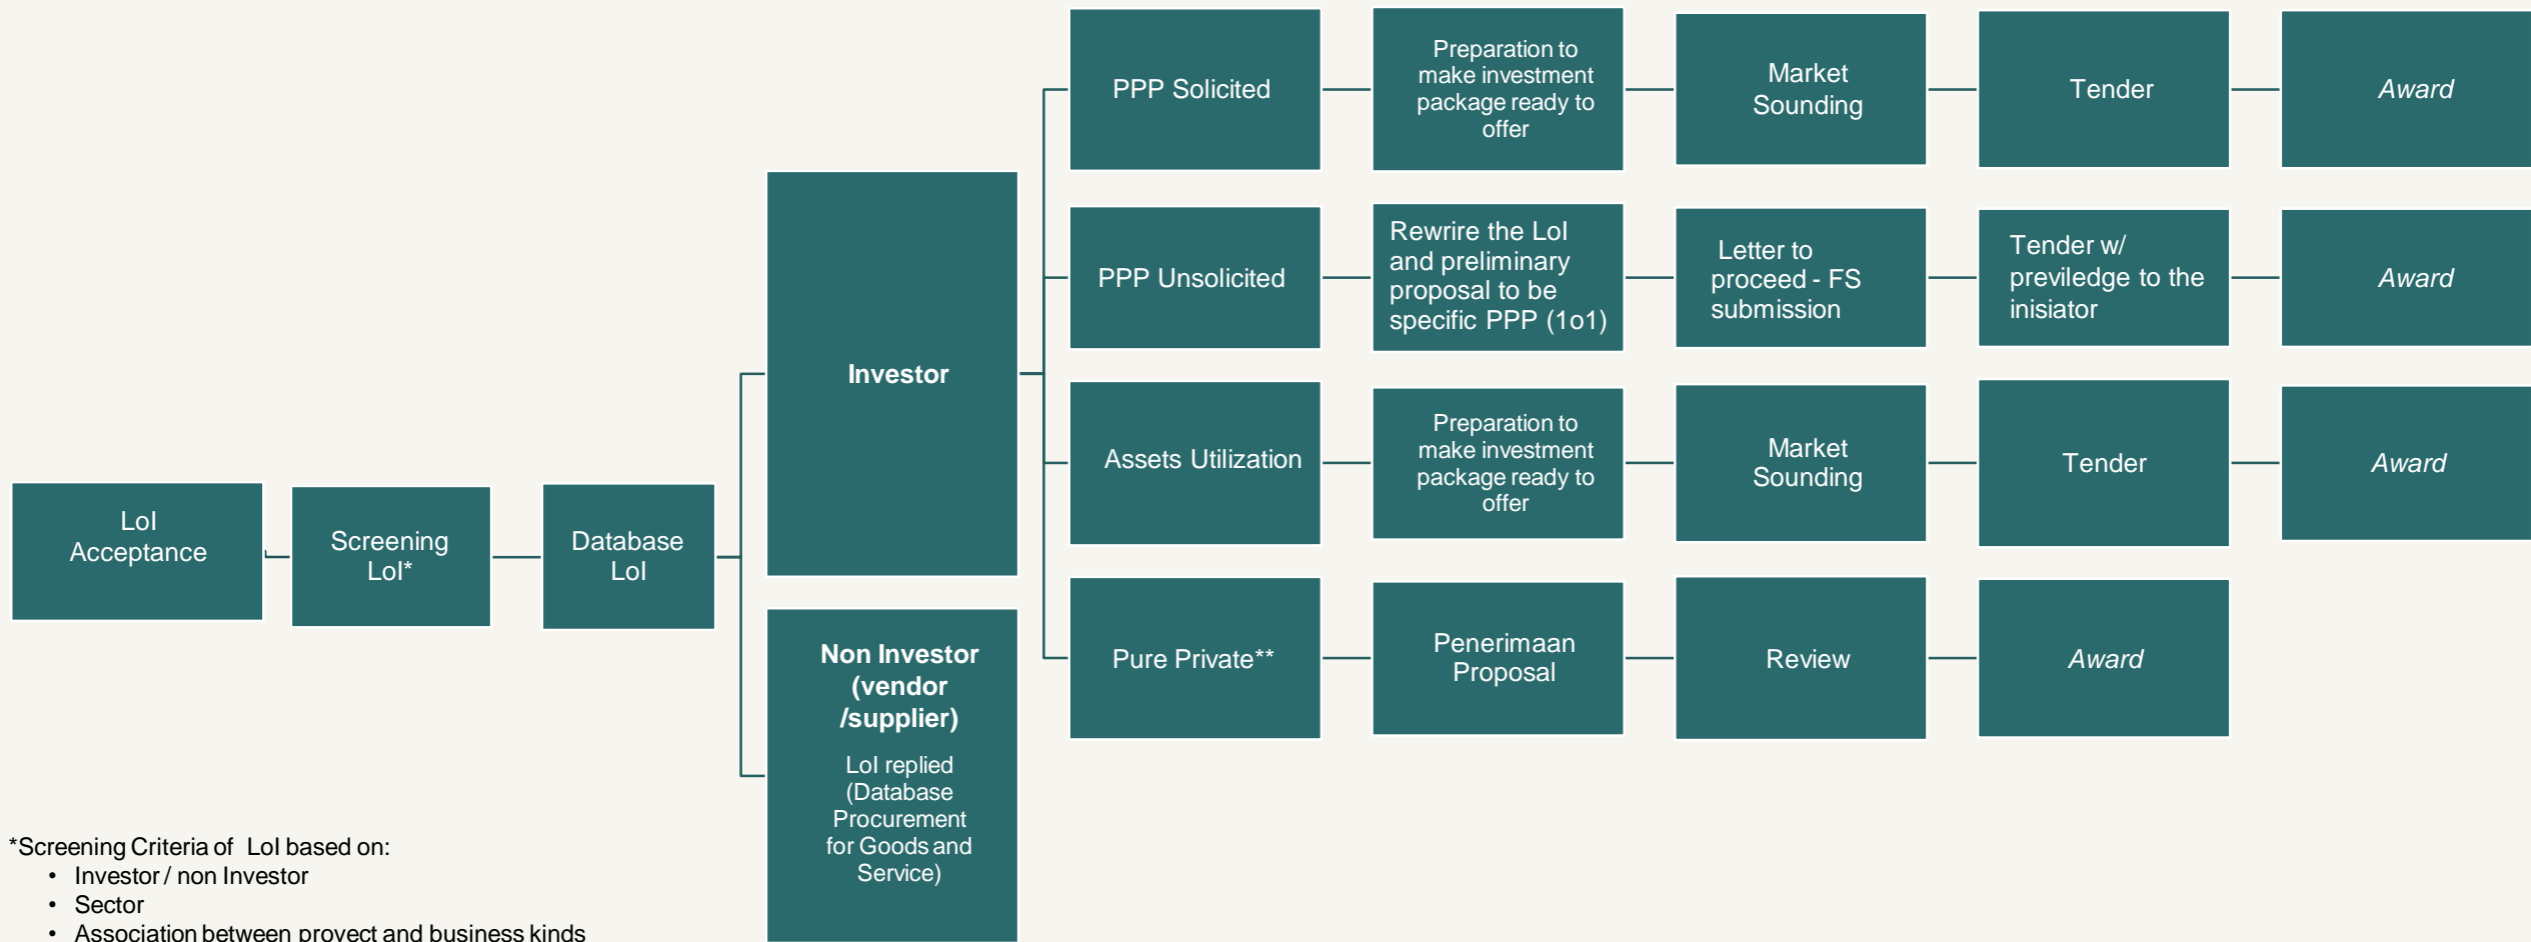 LoI
Acceptance
Screening
LoI*
Database
LoI
Investor
Non Investor
(vendor
/supplier)
LoI replied
(Database
Procurement
for Goods and
Service)
PPP Solicited
Preparation to
make investment
package ready to
offer
Market
Sounding
Tender
Award
PPP Unsolicited
Rewrire the LoI
and preliminary
proposal to be
specific PPP (1o1)
Letter to
proceed - FS
submission
Tender w/
previledge to the
inisiator
Award
Assets Utilization
Preparation to
make investment
package ready to
offer
Market
Sounding
Tender
Award
Pure Private**
Penerimaan
Proposal
Review
Award
*Screening Criteria of LoI based on:
• Investor / non Investor
• Sector
• Association between proyect and business kinds